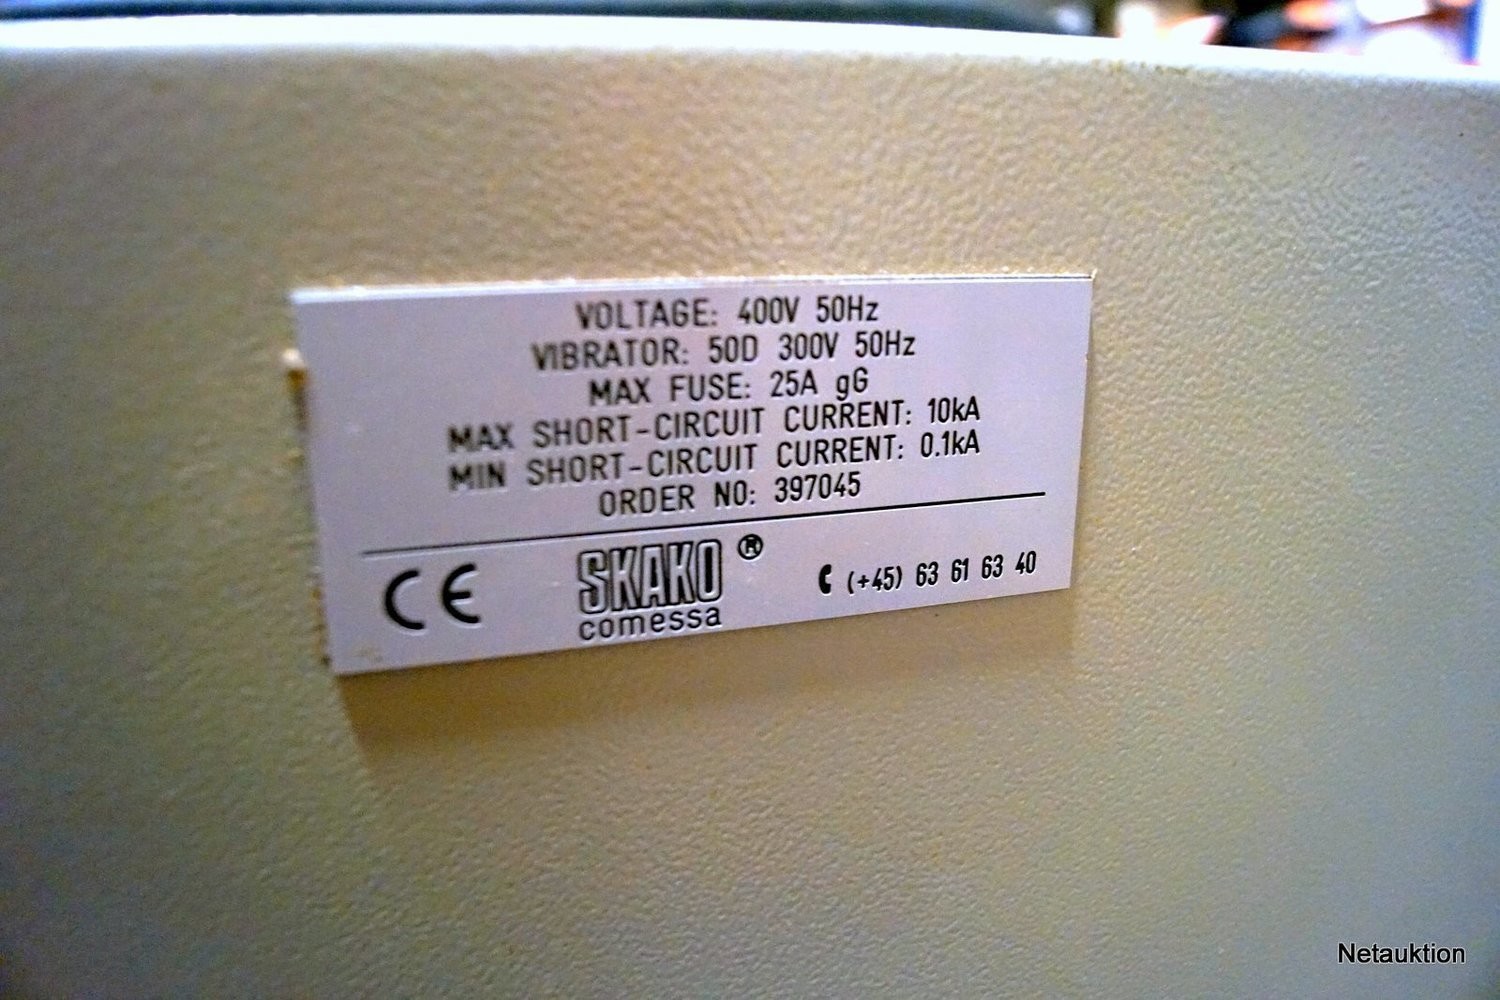 VOLTAGE: 400V 50Hz
VIBRATOR: 50D 300V 50Hz
MAX FUSE: 25A gG
MAX SHORT-CIRCUIT CURRENT: 10kA
MIN SHORT-CIRCUIT CURRENT: 0.1kA
ORDER NO: 397045
CE
SKAKO®
comessa
(+45) 63 61 63 40
Netauktion